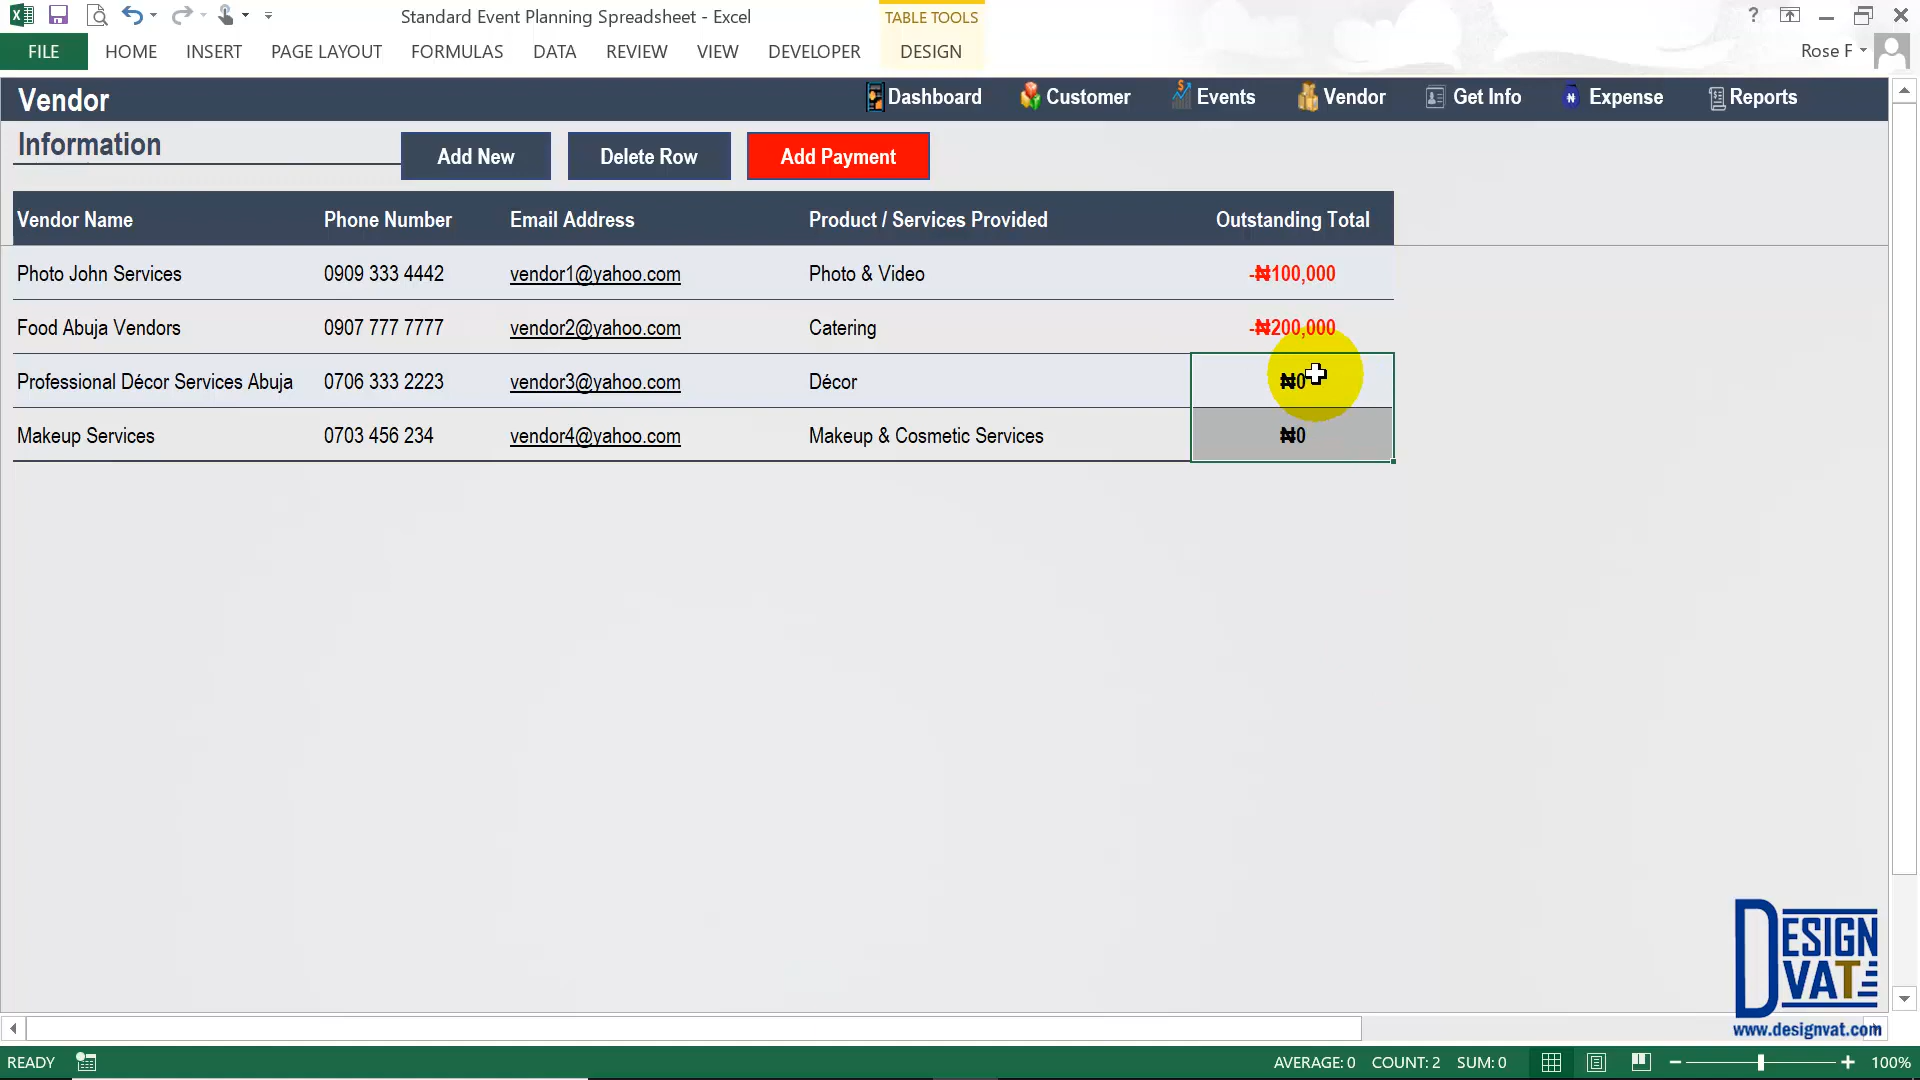 Standard Event Planning Spreadsheet - Excel
TABLE TOOLS
?
FILE HOME INSERT PAGE LAYOUT FORMULAS DATA REVIEW VIEW DEVELOPER DESIGN
Rose F
Vendor
Dashboard Customer Events Vendor Get Info Expense Reports
Information
Add New Delete Row Add Payment
Vendor Name Phone Number Email Address Product / Services Provided Outstanding Total
Photo John Services 0909 333 4442 vendor1@yahoo.com Photo & Video -₦100,000
Food Abuja Vendors 0907 777 7777 vendor2@yahoo.com Catering -₦200,000
Professional Décor Services Abuja 0706 333 2223 vendor3@yahoo.com Décor ₦0
Makeup Services 0703 456 234 vendor4@yahoo.com Makeup & Cosmetic Services ₦0
DESIGN
VAT
www.designvat.com
READY AVERAGE: 0 COUNT: 2 SUM: 0 100%